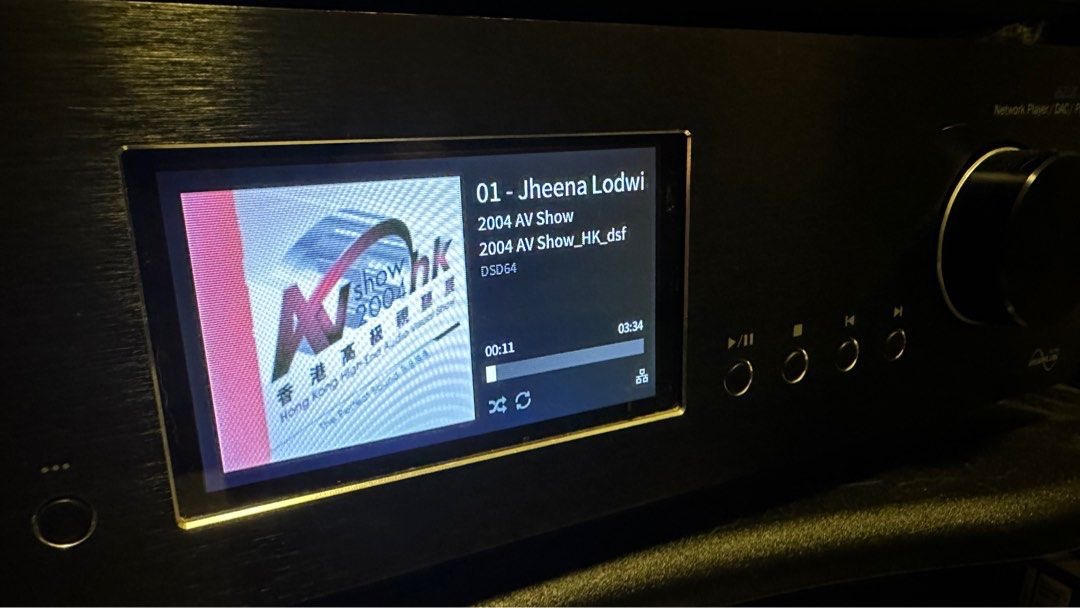 Network Player / DAC / P
01 - Jheena Lodwi
2004 AV Show
2004 AV Show_HK_dsf
DSD64
03:34
00:11
AV show hk
2004
香港高級視聽展
Hong Kong High-End Audio Visual Show